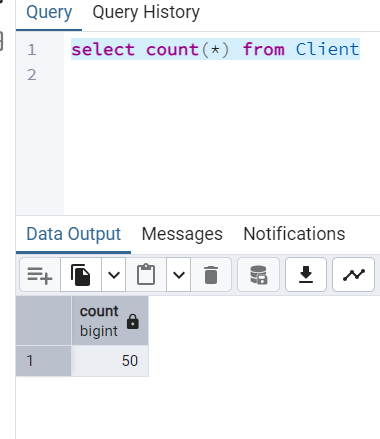 Query Query History
1 select count(*) from Client
2
Data Output Messages Notifications
count
bigint
1 50